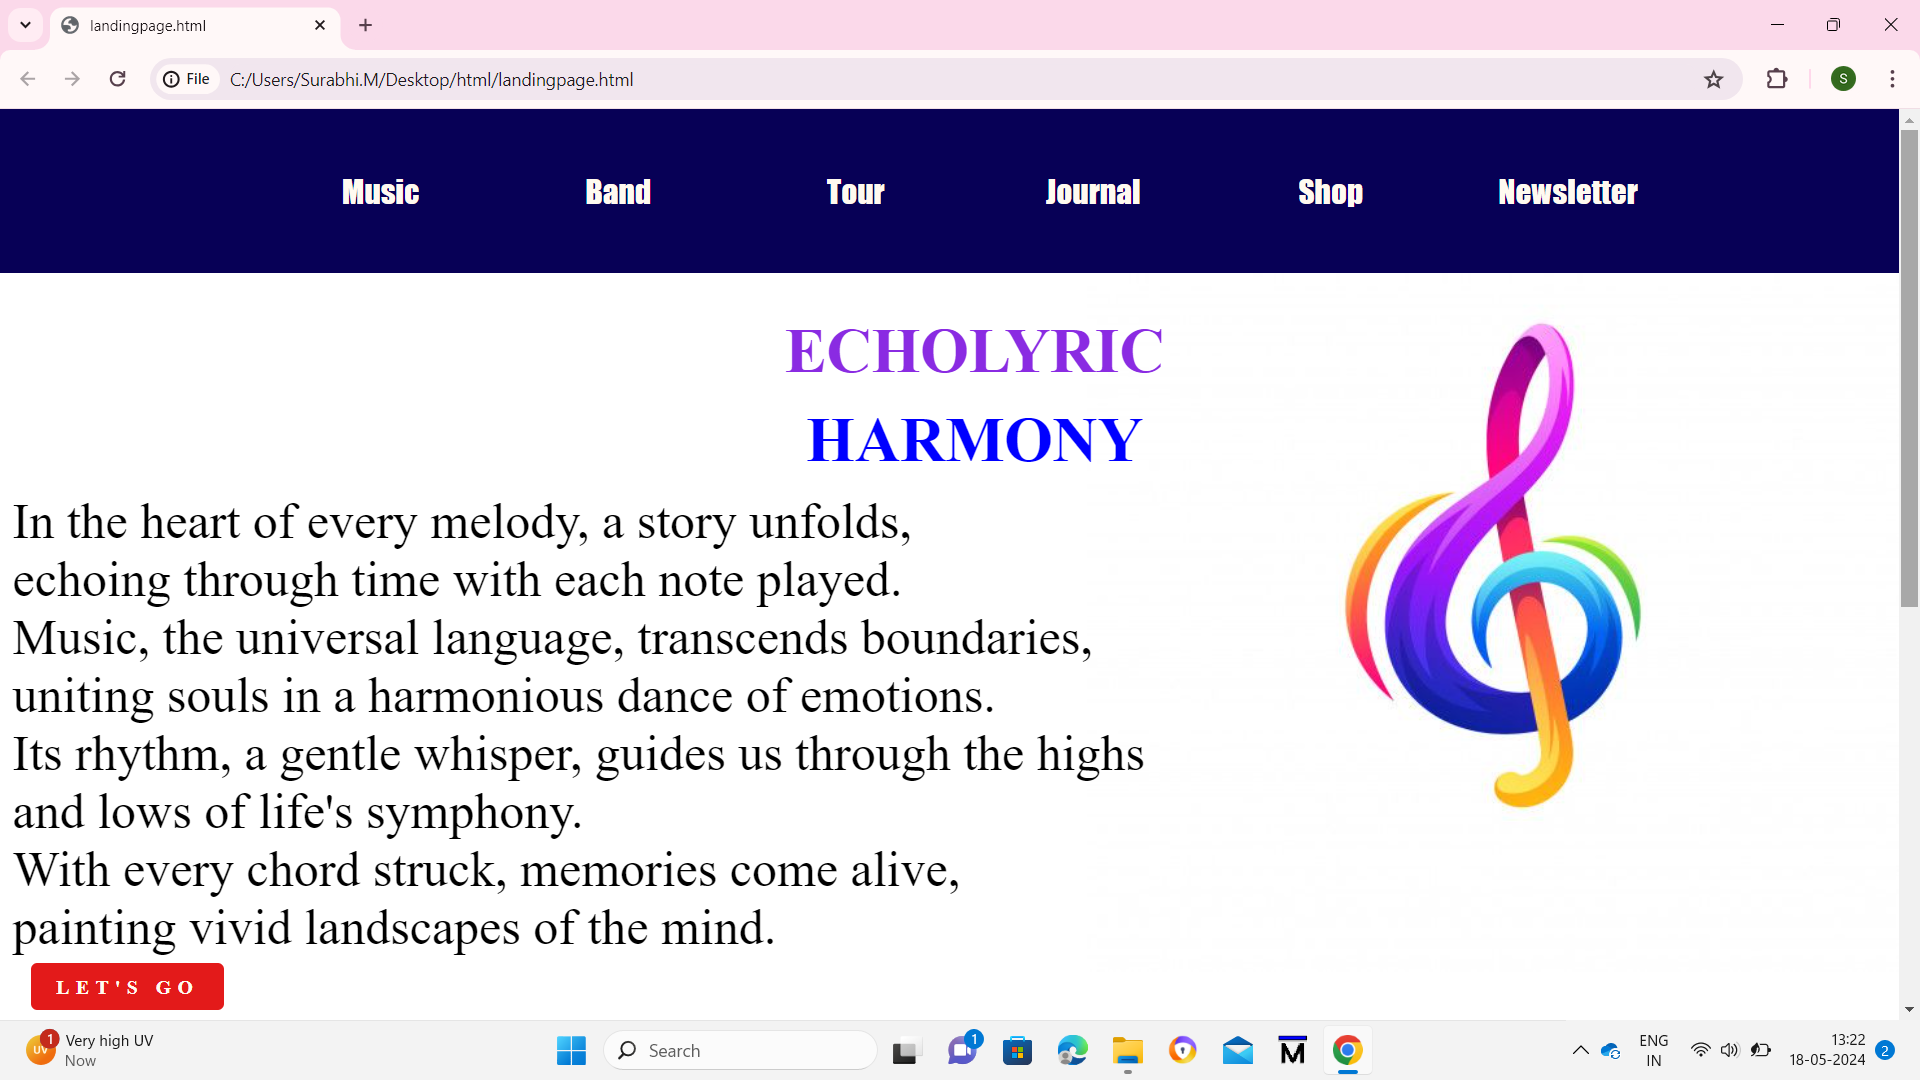 landingpage.html
File
C:/Users/Surabhi.M/Desktop/html/landingpage.html
S
Music Band Tour Journal Shop Newsletter
ECHOLYRIC
HARMONY
In the heart of every melody, a story unfolds,
echoing through time with each note played.
Music, the universal language, transcends boundaries,
uniting souls in a harmonious dance of emotions.
Its rhythm, a gentle whisper, guides us through the highs
and lows of life's symphony.
With every chord struck, memories come alive,
painting vivid landscapes of the mind.
LET'S GO
UV
1
Very high UV
Now
Search
1
M
ENG
IN
13:22
18-05-2024
2